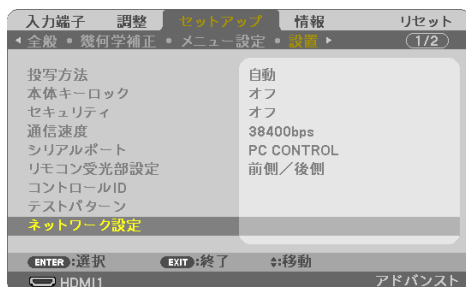 入力端子 調整 セットアップ 情報 リセット
全般 • 幾何学補正 • メニュー設定 • 設置 (1/2)
投写方法 自動
本体キーロック オフ
セキュリティ オフ
通信速度 38400bps
シリアルポート PC CONTROL
リモコン受光部設定 前側／後側
コントロールID
テストパターン
ネットワーク設定
ENTER:選択 EXIT:終了 :移動
HDMI1 アドバンスト